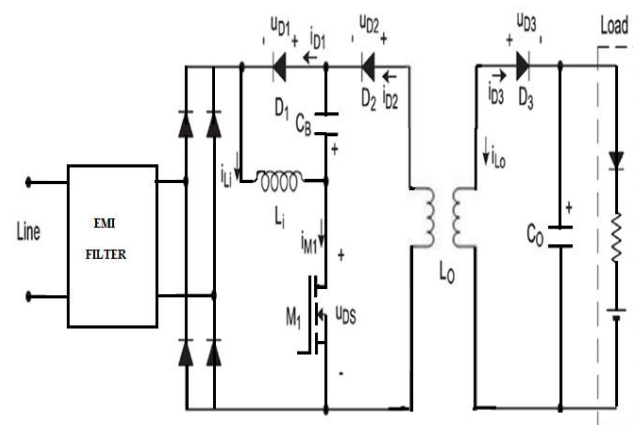 uD1
- +
iD1
uD2
- +
uD3
+ -
Load
D1
D2
iD2
iD3
D3
CB
+
iLi
Li
iLo
EMI
FILTER
Line
iM1
+
M1
uDS
-
LO
CO
+